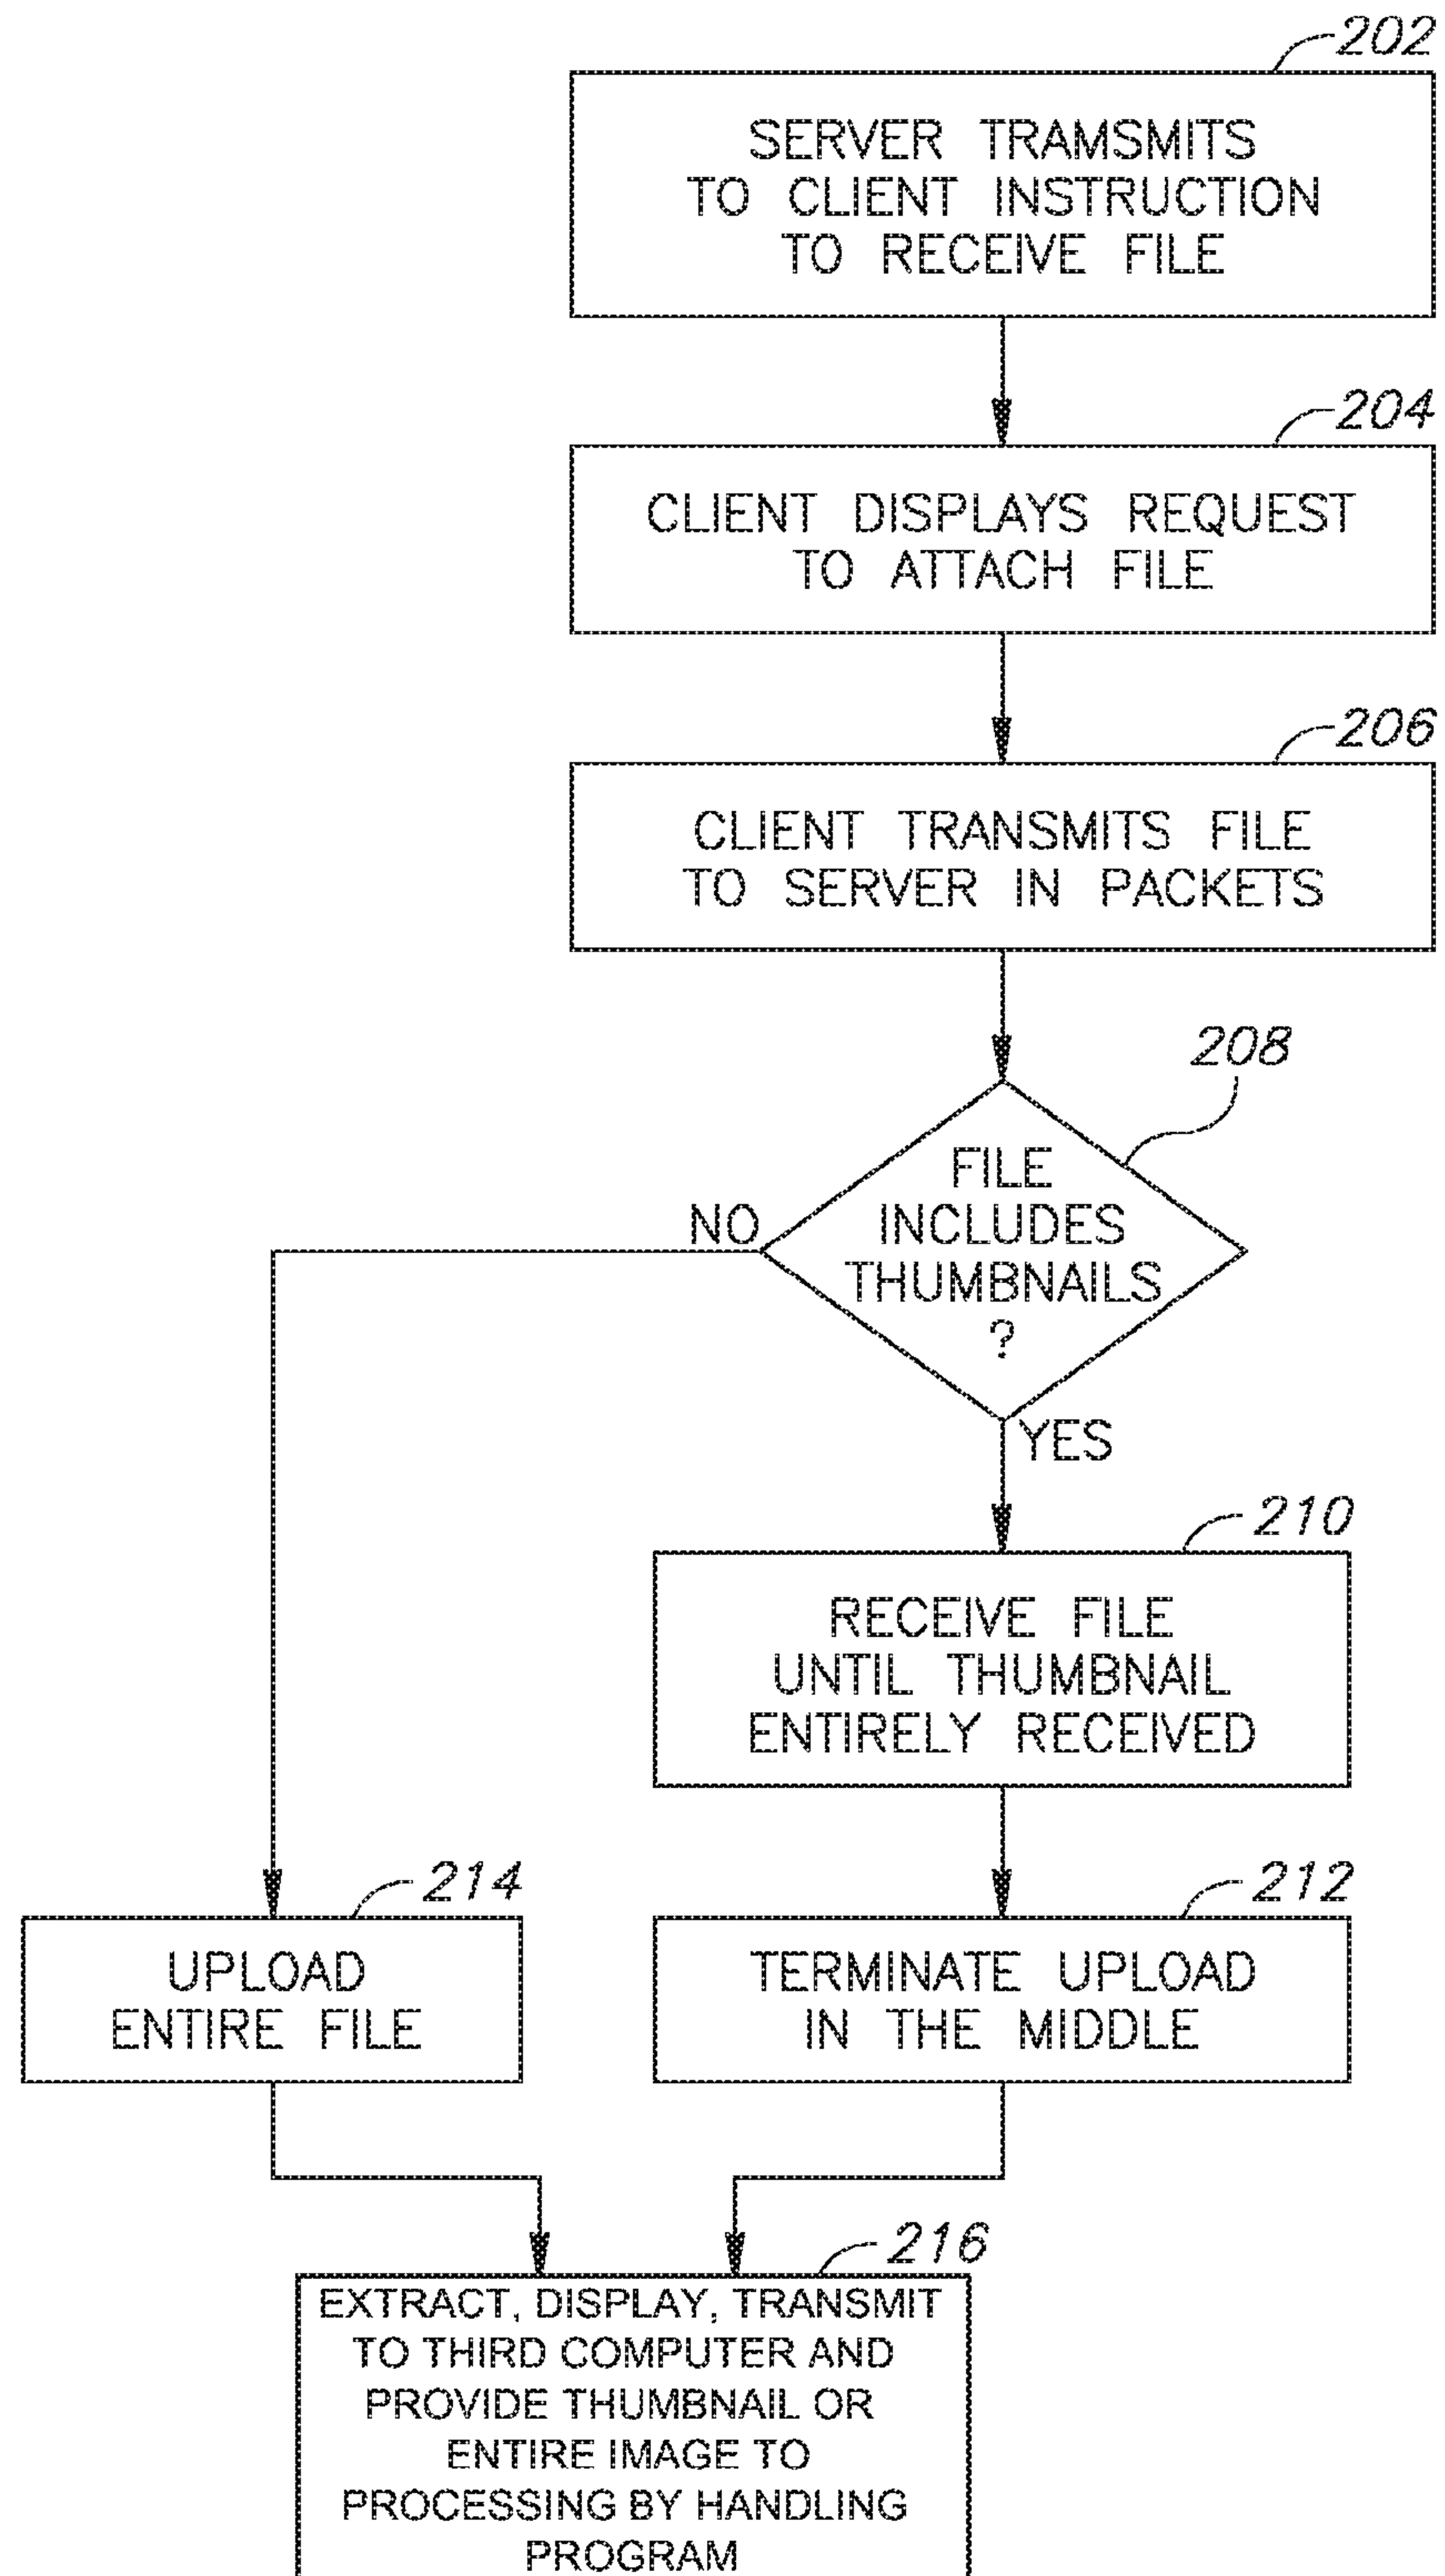 202
SERVER TRAMSMITS
TO CLIENT INSTRUCTION
TO RECEIVE FILE
204
CLIENT DISPLAYS REQUEST
TO ATTACH FILE
206
CLIENT TRANSMITS FILE
TO SERVER IN PACKETS
208
FILE
INCLUDES
THUMBNAILS
?
NO
YES
210
RECEIVE FILE
UNTIL THUMBNAIL
ENTIRELY RECEIVED
214
UPLOAD
ENTIRE FILE
212
TERMINATE UPLOAD
IN THE MIDDLE
216
EXTRACT, DISPLAY, TRANSMIT
TO THIRD COMPUTER AND
PROVIDE THUMBNAIL OR
ENTIRE IMAGE TO
PROCESSING BY HANDLING
PROGRAM